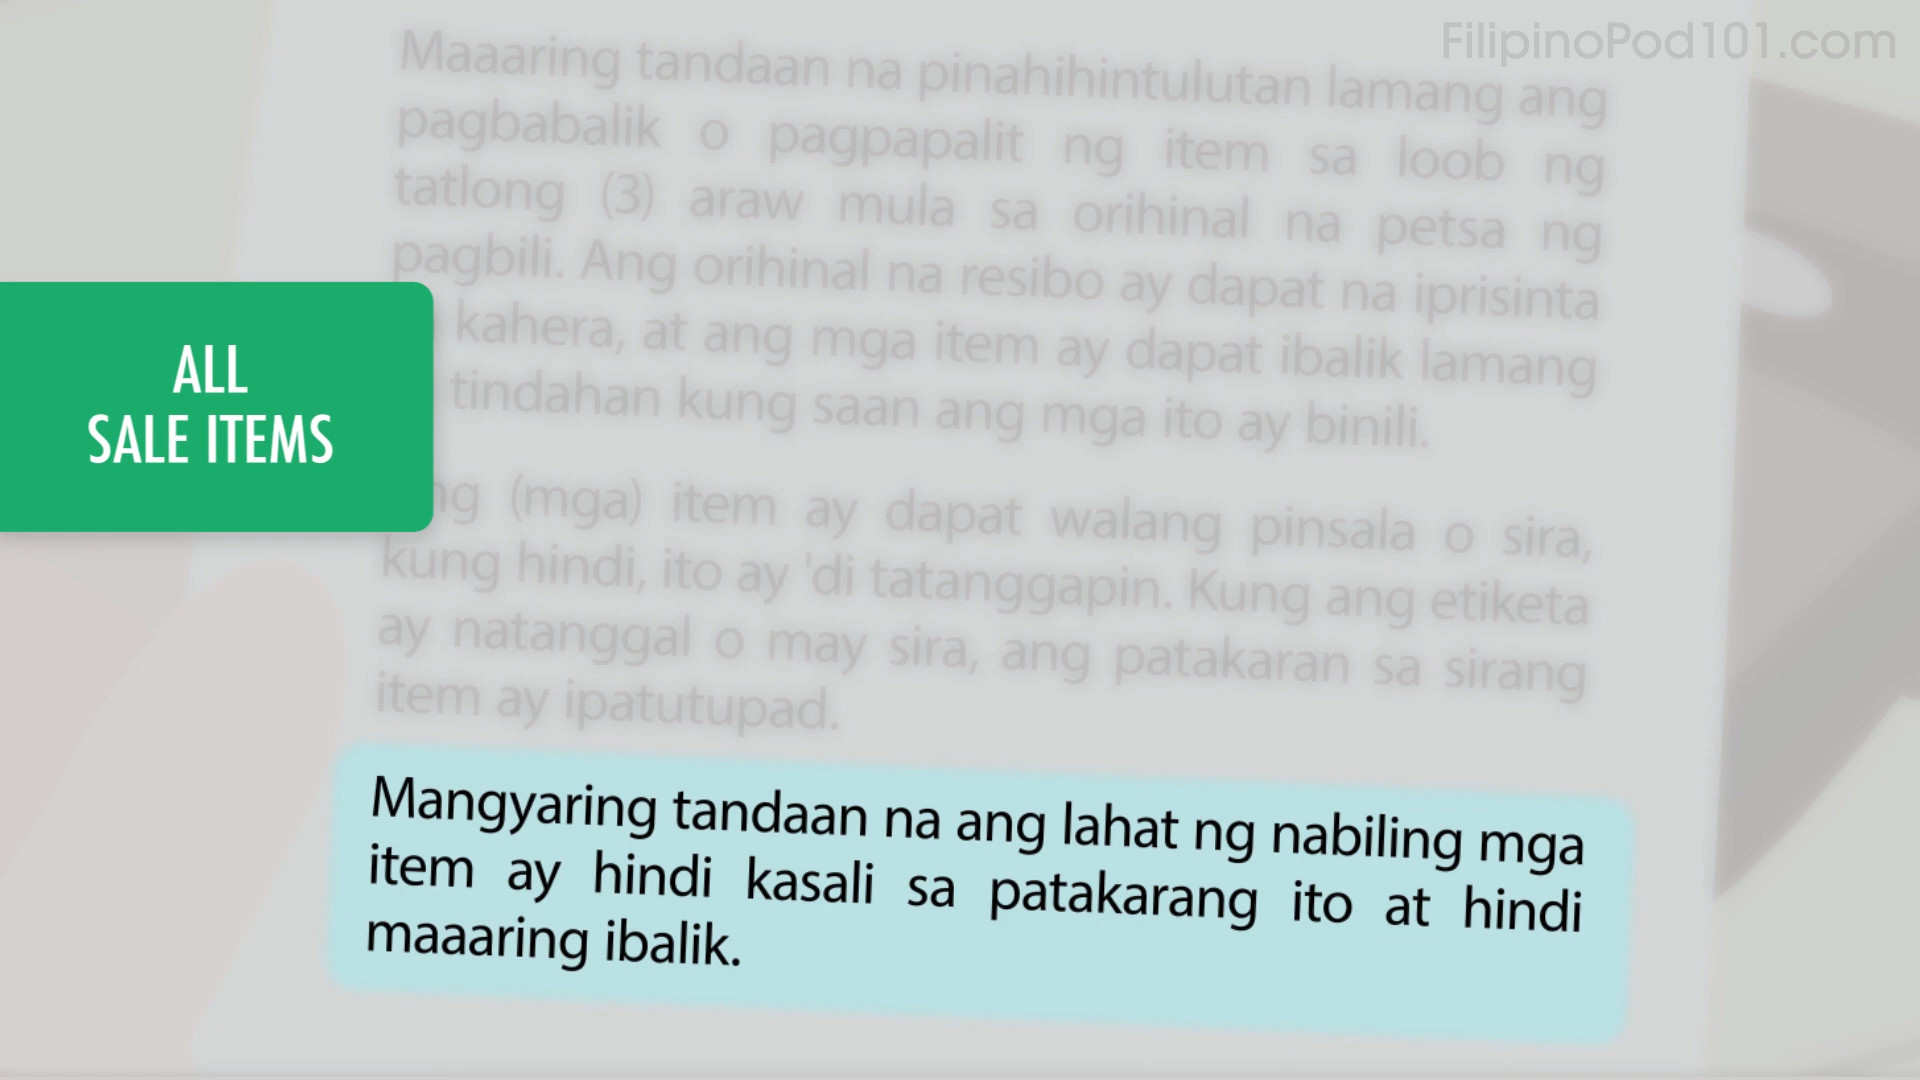 FilipinoPod101.com
Maaaring tandaan na pinahihintulutan lamang ang
pagbabalik o pagpapalit ng item sa loob ng
tatlong (3) araw mula sa orihinal na petsa ng
pagbili. Ang orihinal na resibo ay dapat na iprisinta
kahera, at ang mga item ay dapat ibalik lamang
tindahan kung saan ang mga ito ay binili.
ALL
SALE ITEMS
(mga) item ay dapat walang pinsala o sira,
kung hindi, ito ay 'di tatanggapin. Kung ang etiketa
ay natanggal o may sira, ang patakaran sa sirang
item ay ipatutupad.
Mangyaring tandaan na ang lahat ng nabiling mga
item ay hindi kasali sa patakarang ito at hindi
maaaring ibalik.